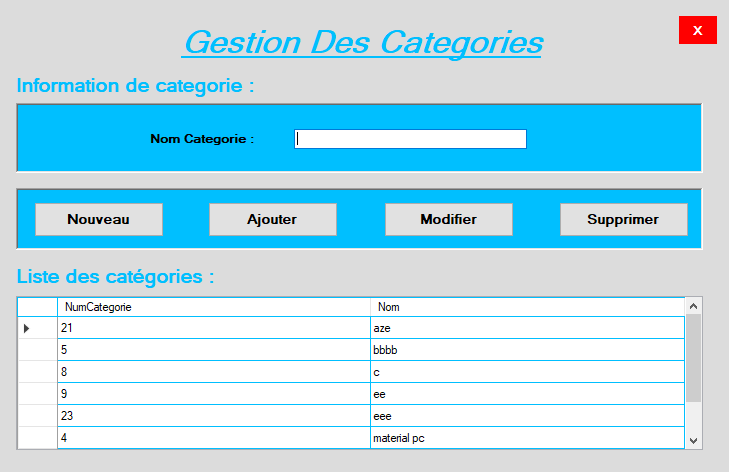 Gestion Des Categories
X
Information de categorie :
Nom Categorie :
Nouveau Ajouter Modifier Supprimer
Liste des catégories :
NumCategorie Nom
21 aze
5 bbbb
8 c
9 ee
23 eee
4 material pc